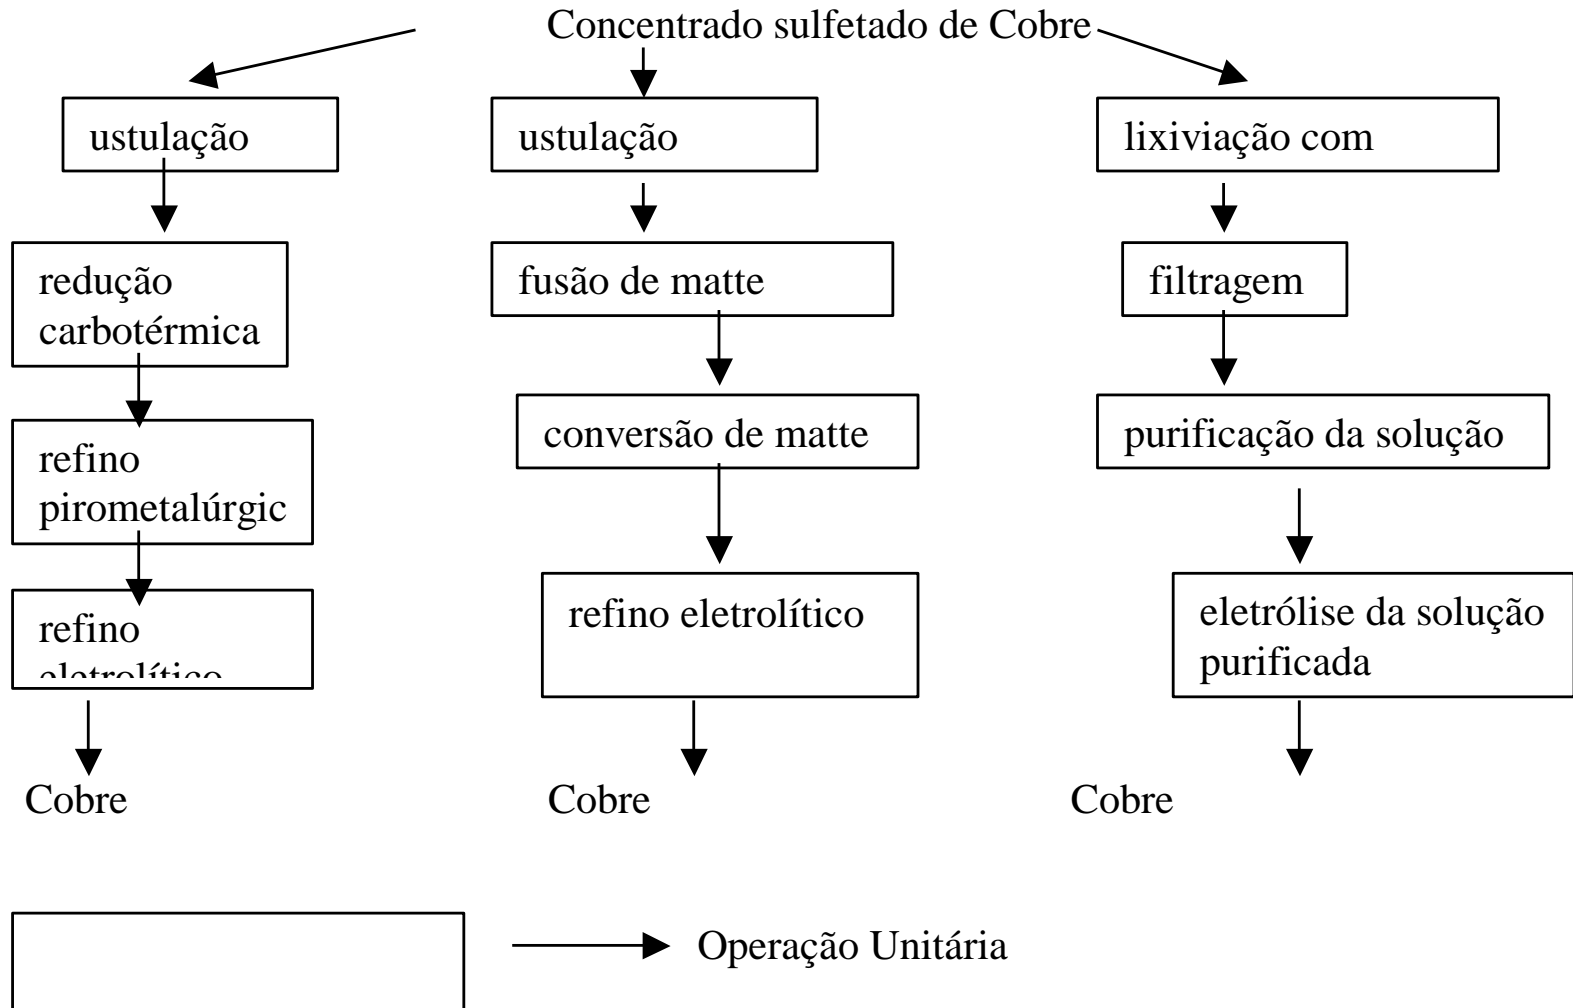 Concentrado sulfetado de Cobre
ustulação
ustulação
lixiviação com
redução
carbotérmica
fusão de matte
filtragem
refino
pirometalúrgic
conversão de matte
purificação da solução
refino
eletrolítico
refino eletrolítico
eletrólise da solução
purificada
Cobre
Cobre
Cobre
Operação Unitária